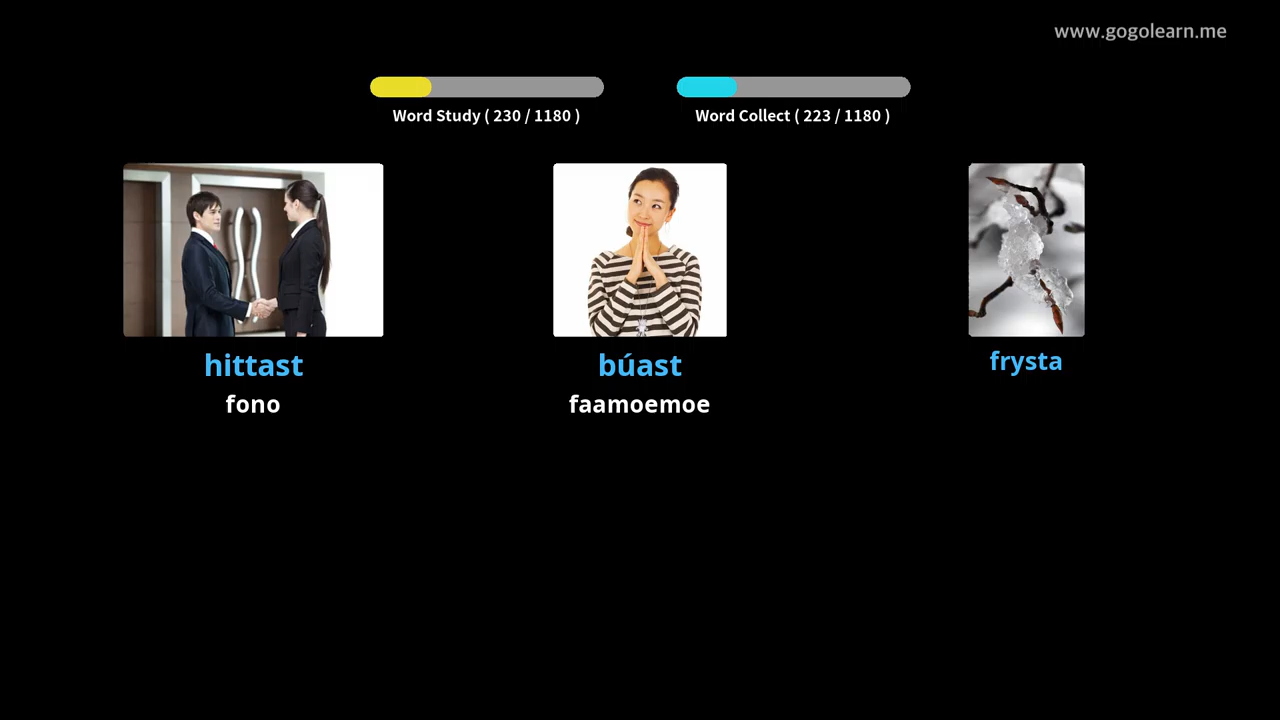 www.gogolearn.me
Word Study ( 230 / 1180 )
Word Collect ( 223 / 1180 )
hittast
fono
búast
faamoemoe
frysta